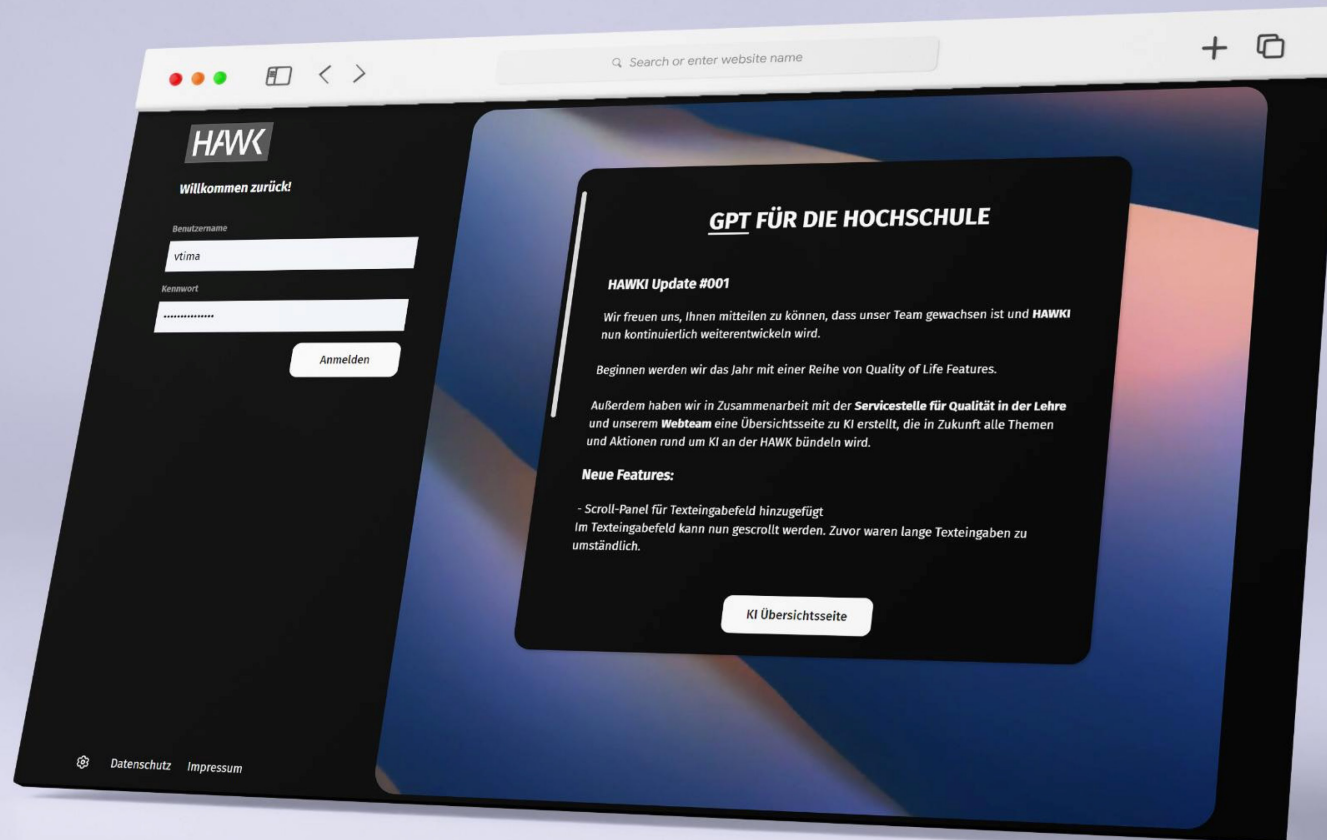 Search or enter website name
HAWK
Willkommen zurück!
Benutzername
vtima
Kennwort
Anmelden
Datenschutz Impressum
GPT FÜR DIE HOCHSCHULE
HAWKI Update #001
Wir freuen uns, Ihnen mitteilen zu können, dass unser Team gewachsen ist und HAWKI
nun kontinuierlich weiterentwickeln wird.
Beginnen werden wir das Jahr mit einer Reihe von Quality of Life Features.
Außerdem haben wir in Zusammenarbeit mit der Servicestelle für Qualität in der Lehre
und unserem Webteam eine Übersichtsseite zu KI erstellt, die in Zukunft alle Themen
und Aktionen rund um KI an der HAWK bündeln wird.
Neue Features:
- Scroll-Panel für Texteingabefeld hinzugefügt
Im Texteingabefeld kann nun gescrollt werden. Zuvor waren lange Texteingaben zu
umständlich.
KI Übersichtsseite